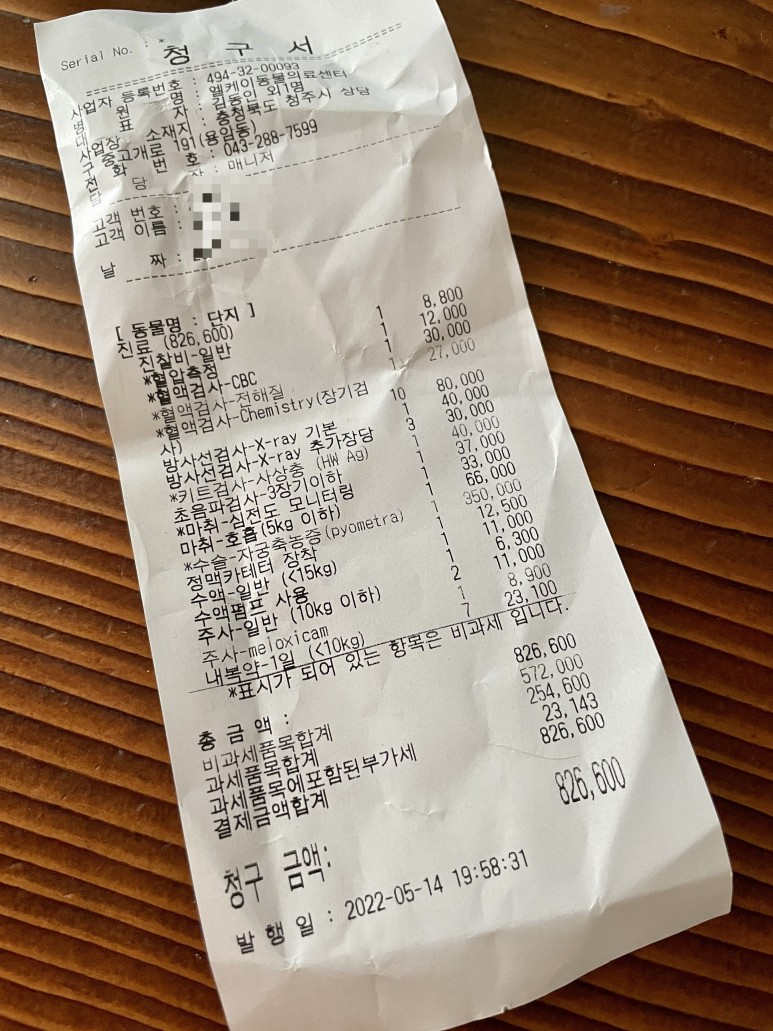 Serial No. : *
청 구 서
사업자 등록번호 : 494-32-00093
병 원 명 : 엘케이동물의료센터
대 표 자 : 김동인 외1명
사업장 소재지 : 충청북도 청주시 상당
구 중고개로 191(용암동)
전 화 번 호 : 043-288-7599
담 당 자 : 매니저
고객 번호 :
고객 이름 :
날 짜 :
[ 동물명 : 단지 ]
진료 (826,600)
진찰비-일반 1 8,800
*혈압측정 1 12,000
*혈액검사-CBC 1 30,000
*혈액검사-전해질 1 27,000
*혈액검사-Chemistry(장기검
사) 10 80,000
방사선검사-X-ray 기본 1 40,000
방사선검사-X-ray 추가장당 3 30,000
*키트검사-사상충 (HW Ag) 1 40,000
초음파검사-3장기이하 1 37,000
*마취-심전도 모니터링 1 33,000
마취-호흡(5kg 이하) 1 66,000
*수술-자궁축농증(pyometra) 1 350,000
정맥카테터 장착 1 12,500
수액-일반 (<15kg) 1 11,000
수액펌프 사용 1 6,300
주사-일반 (10kg 이하) 2 11,000
주사-meloxicam 1 8,900
내복약-1일 (<10kg) 7 23,100
*표시가 되어 있는 항목은 비과세 입니다.
총 금 액 : 826,600
비과세품목합계 572,000
과세품목합계 254,600
과세품목에포함된부가세 23,143
결제금액합계 826,600
청구 금액: 826,600
발 행 일 : 2022-05-14 19:58:31